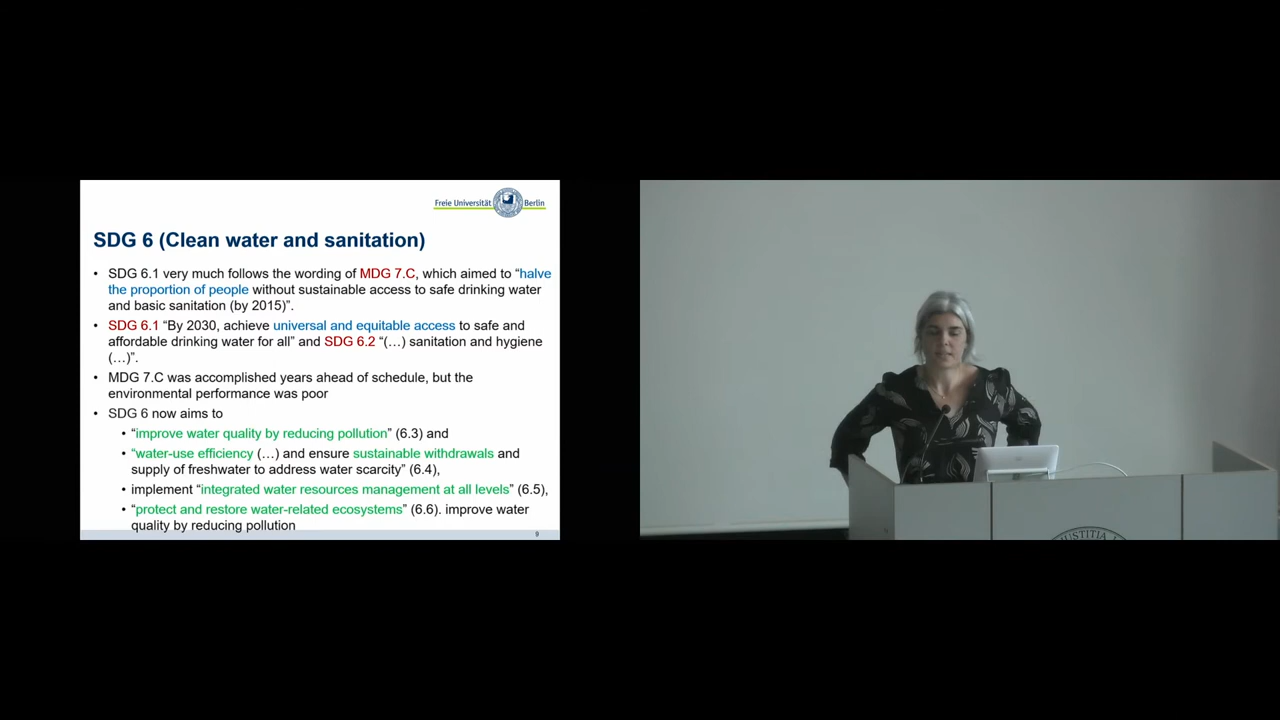 Freie Universität Berlin
SDG 6 (Clean water and sanitation)
• SDG 6.1 very much follows the wording of MDG 7.C, which aimed to “halve
the proportion of people without sustainable access to safe drinking water
and basic sanitation (by 2015)”.
• SDG 6.1 “By 2030, achieve universal and equitable access to safe and
affordable drinking water for all” and SDG 6.2 “(…) sanitation and hygiene
(…)”.
• MDG 7.C was accomplished years ahead of schedule, but the
environmental performance was poor
• SDG 6 now aims to
• “improve water quality by reducing pollution” (6.3) and
• “water-use efficiency (…) and ensure sustainable withdrawals and
supply of freshwater to address water scarcity” (6.4),
• implement “integrated water resources management at all levels” (6.5),
• “protect and restore water-related ecosystems” (6.6). improve water
quality by reducing pollution
9
JUSTITIA